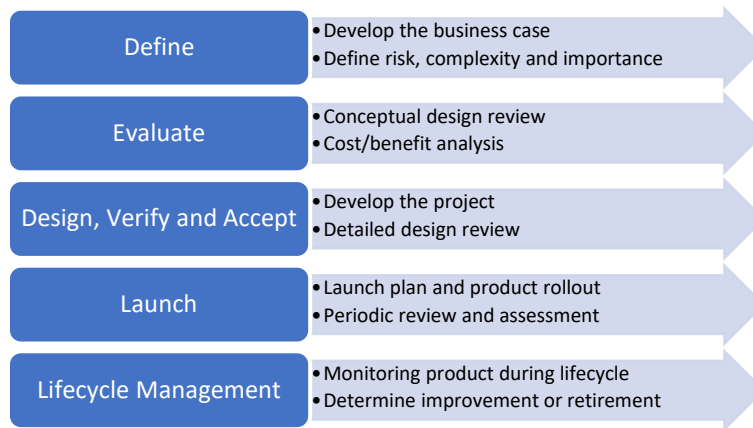 Define
•Develop the business case
•Define risk, complexity and importance
Evaluate
•Conceptual design review
•Cost/benefit analysis
Design, Verify and Accept
•Develop the project
•Detailed design review
Launch
•Launch plan and product rollout
•Periodic review and assessment
Lifecycle Management
•Monitoring product during lifecycle
•Determine improvement or retirement